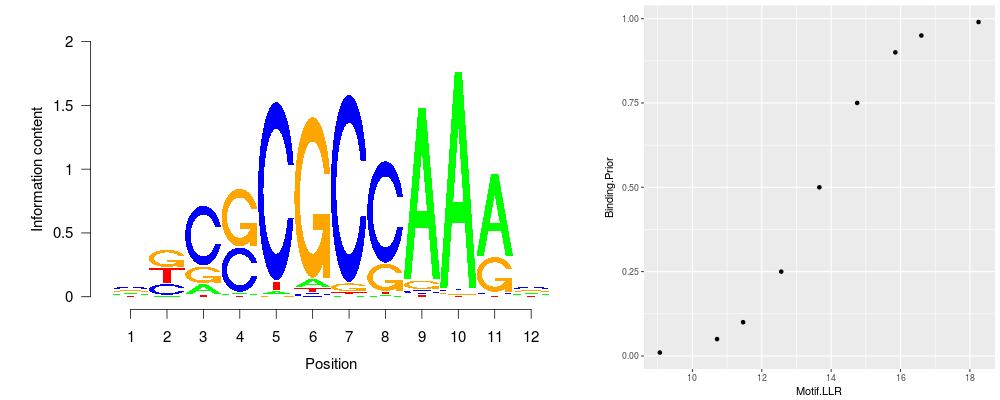 2
1.5
1
0.5
0
Information content
1 2 3 4 5 6 7 8 9 10 11 12
Position
G T C
C G A
G C
C
G A
C G
C G
A G
A
A G
1.00
0.75
0.50
0.25
0.00
Binding.Prior
10 12 14 16 18
Motif.LLR